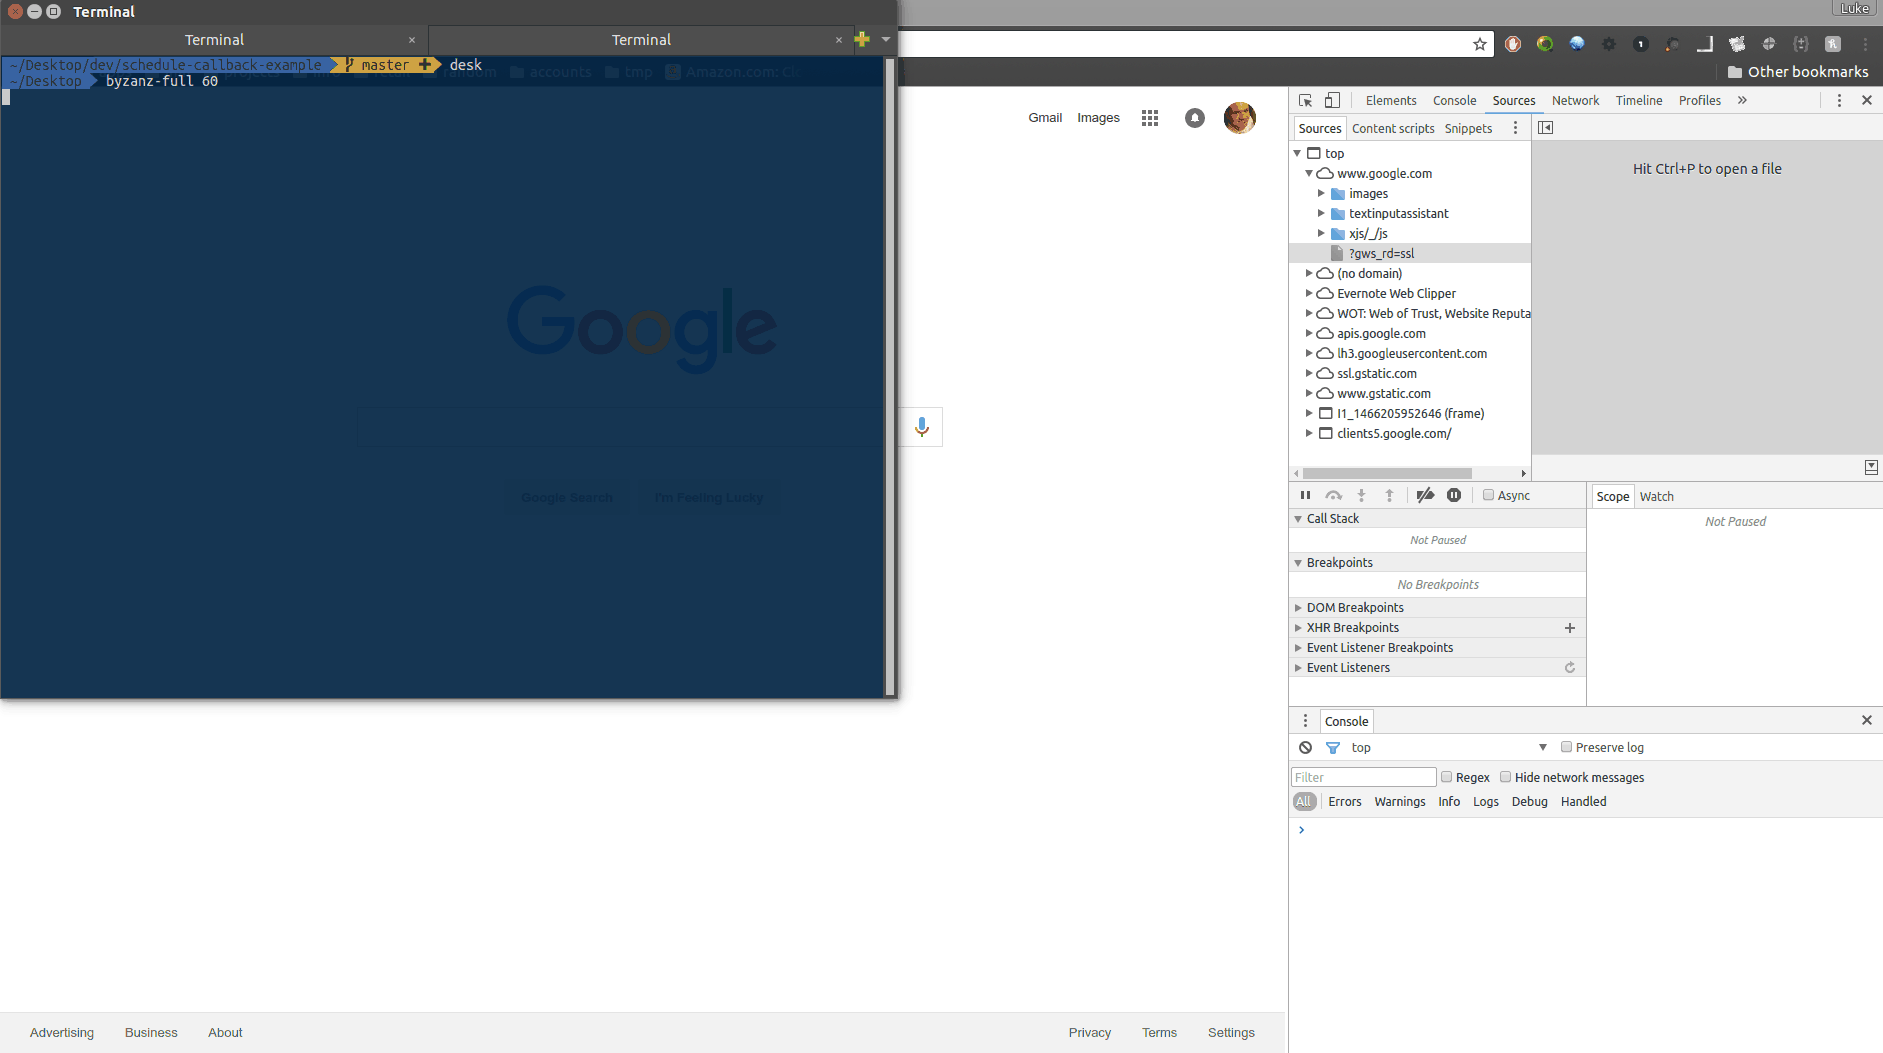 Terminal
Luke
Terminal × Terminal ×
~/Desktop/dev/schedule-callback-example master + desk
~/Desktop byzanz-full 60
accounts tmp Amazon.com:
Other bookmarks
Gmail Images
Google
Google Search I'm Feeling Lucky
Advertising Business About
Privacy Terms Settings
Elements Console Sources Network Timeline Profiles »
Sources Content scripts Snippets
top
www.google.com
images
textinputassistant
xjs/_/js
?gws_rd=ssl
(no domain)
Evernote Web Clipper
WOT: Web of Trust, Website Reputa
apis.google.com
lh3.googleusercontent.com
ssl.gstatic.com
www.gstatic.com
I1_1466205952646 (frame)
clients5.google.com/
Hit Ctrl+P to open a file
Async
Call Stack
Not Paused
Breakpoints
No Breakpoints
DOM Breakpoints
XHR Breakpoints
Event Listener Breakpoints
Event Listeners
Scope Watch
Not Paused
Console
top
Preserve log
Filter
Regex
Hide network messages
All Errors Warnings Info Logs Debug Handled